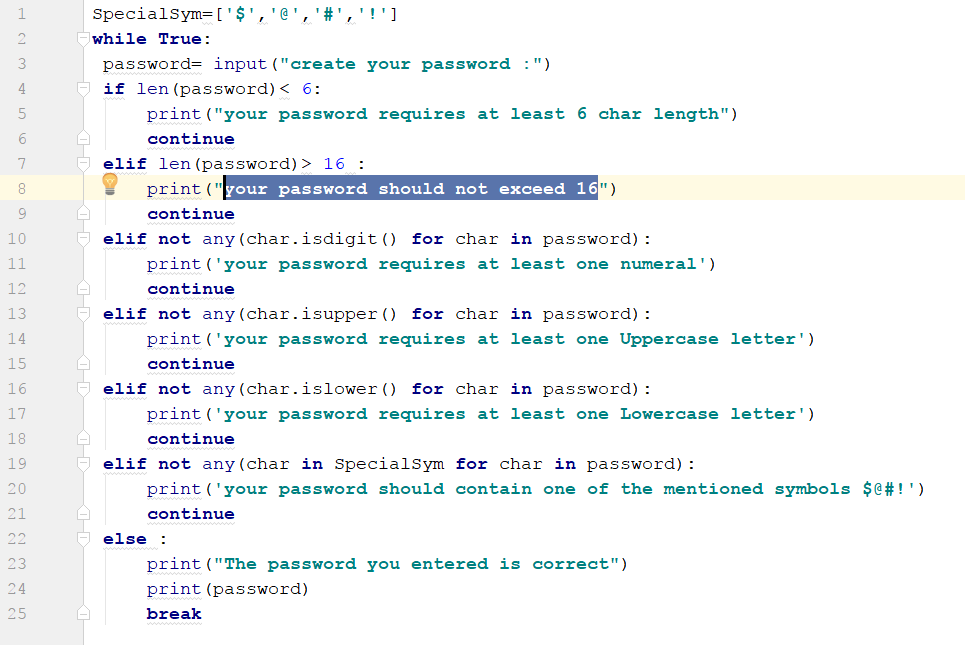 1 SpecialSym=['$','@','#','!']
2 while True:
3  password= input("create your password :")
4  if len(password)< 6:
5      print("your password requires at least 6 char length")
6      continue
7  elif len(password)> 16 :
8      print("your password should not exceed 16")
9      continue
10  elif not any(char.isdigit() for char in password):
11      print('your password requires at least one numeral')
12      continue
13  elif not any(char.isupper() for char in password):
14      print('your password requires at least one Uppercase letter')
15      continue
16  elif not any(char.islower() for char in password):
17      print('your password requires at least one Lowercase letter')
18      continue
19  elif not any(char in SpecialSym for char in password):
20      print('your password should contain one of the mentioned symbols $@#!')
21      continue
22  else :
23      print("The password you entered is correct")
24      print(password)
25      break